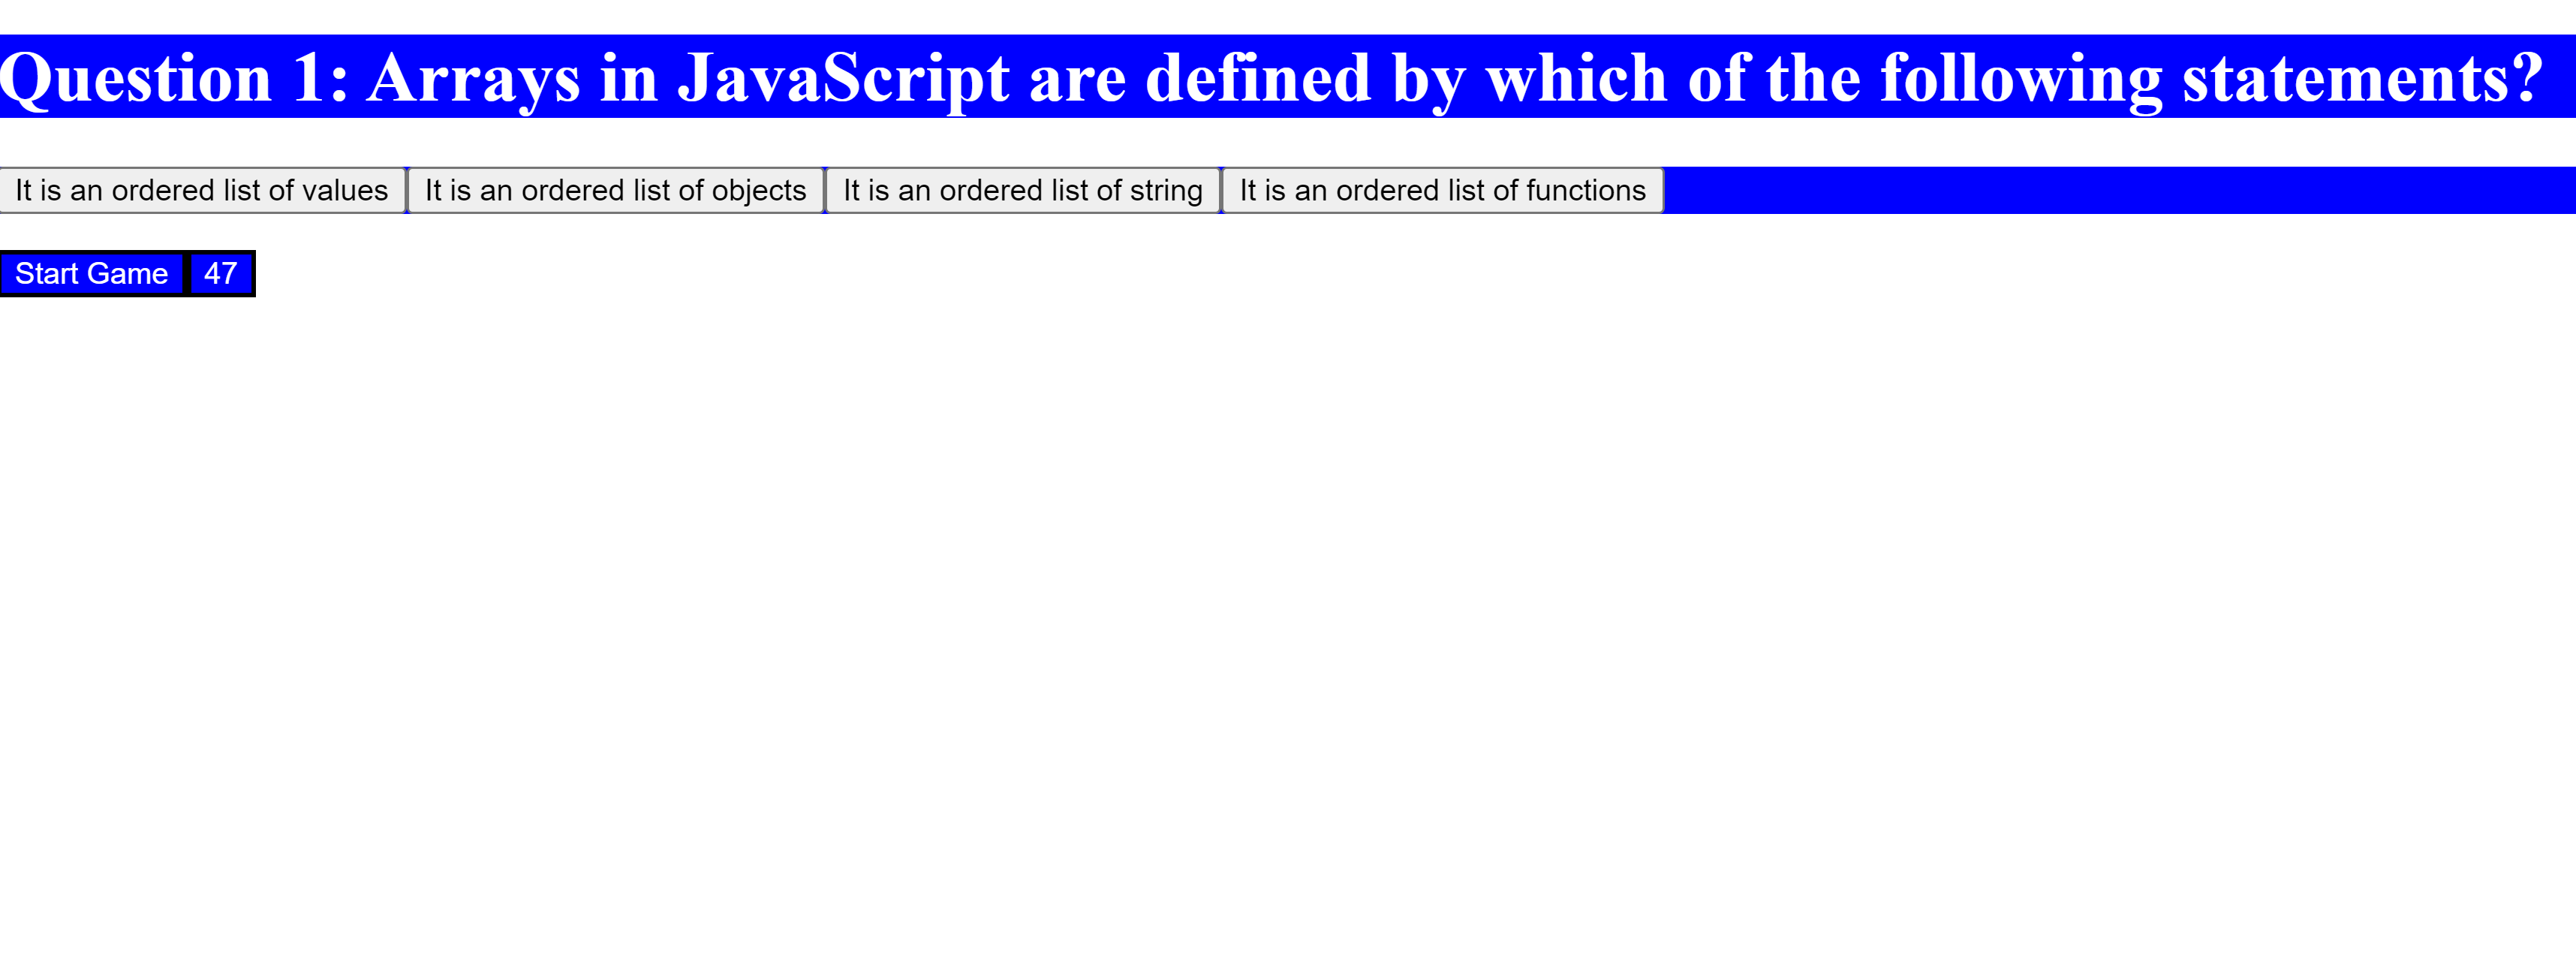 Question 1: Arrays in JavaScript are defined by which of the following statements?
It is an ordered list of values It is an ordered list of objects It is an ordered list of string It is an ordered list of functions
Start Game 47